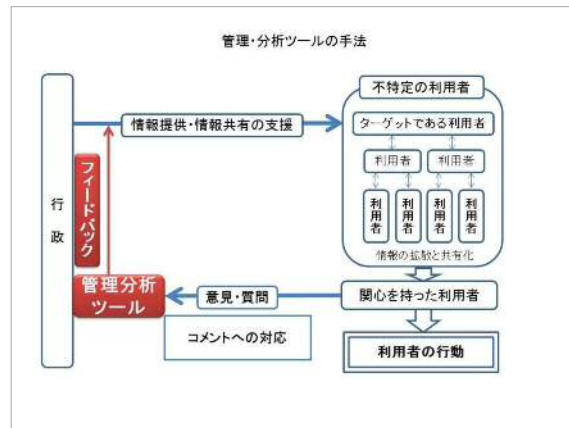 管理・分析ツールの手法
不特定の利用者
情報提供・情報共有の支援
ターゲットである利用者
利用者
利用者
フィードバック
行政
利用者
利用者
利用者
利用者
情報の拡散と共有化
管理分析
ツール
意見・質問
関心を持った利用者
コメントへの対応
利用者の行動